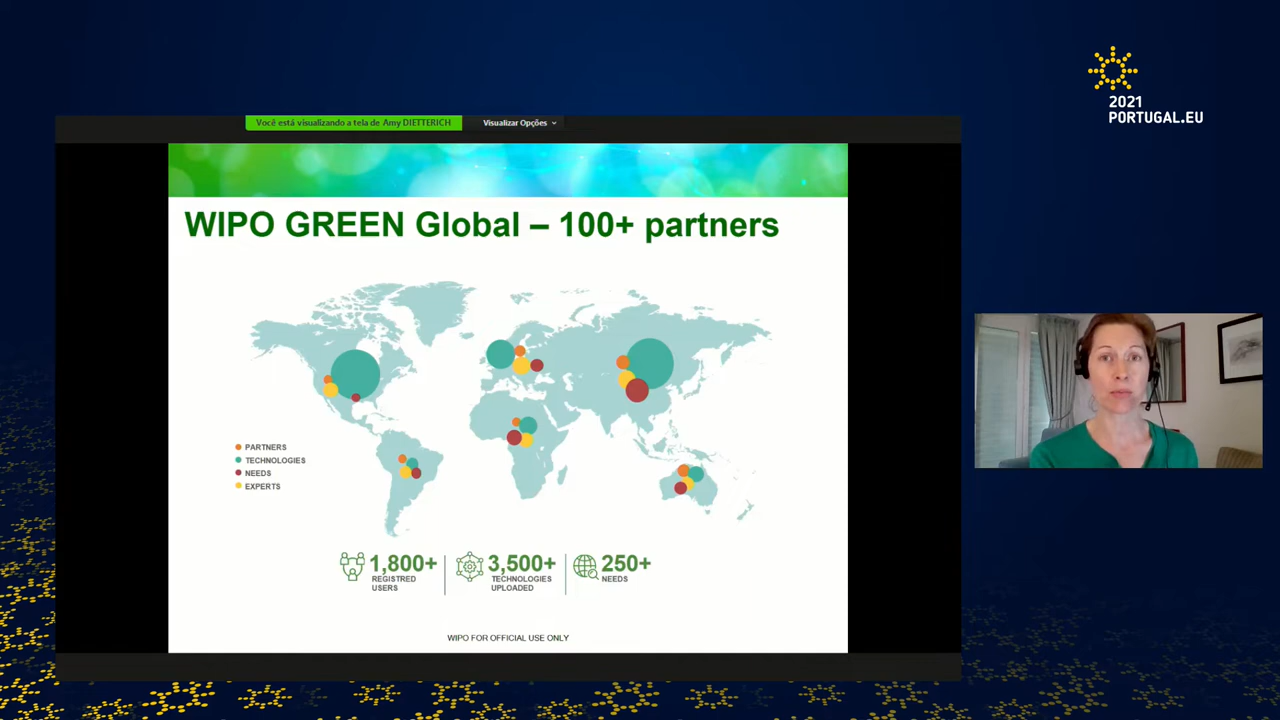 2021
PORTUGAL.EU
Você está visualizando a tela de Amy DIETTERICH
Visualizar Opções
WIPO GREEN Global – 100+ partners
PARTNERS
TECHNOLOGIES
NEEDS
EXPERTS
1,800+
REGISTRED
USERS
3,500+
TECHNOLOGIES
UPLOADED
250+
NEEDS
WIPO FOR OFFICIAL USE ONLY